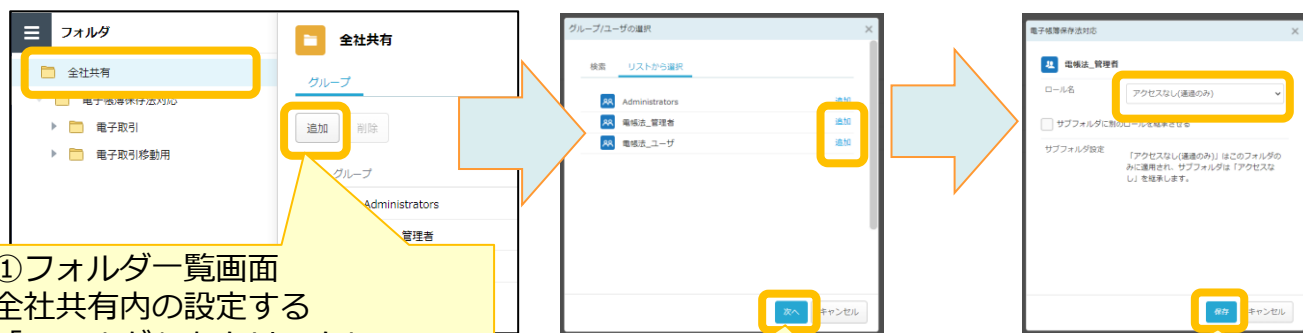 フォルダ
全社共有
電子帳簿保存法対応
電子取引
電子取引移動用
全社共有
グループ
追加
削除
グループ
Administrators
管理者
①フォルダ一覧画面
全社共有内の設定する
グループ/ユーザの選択
×
検索
リストから選択
Administrators
追加
電帳法_管理者
追加
電帳法_ユーザ
追加
次へ
キャンセル
電子帳簿保存法対応
×
電帳法_管理者
ロール名
アクセスなし(通過のみ)
サブフォルダに別のロールを継承させる
サブフォルダ設定
「アクセスなし(通過のみ)」はこのフォルダの
みに適用され、サブフォルダは「アクセスな
し」を継承します。
保存
キャンセル